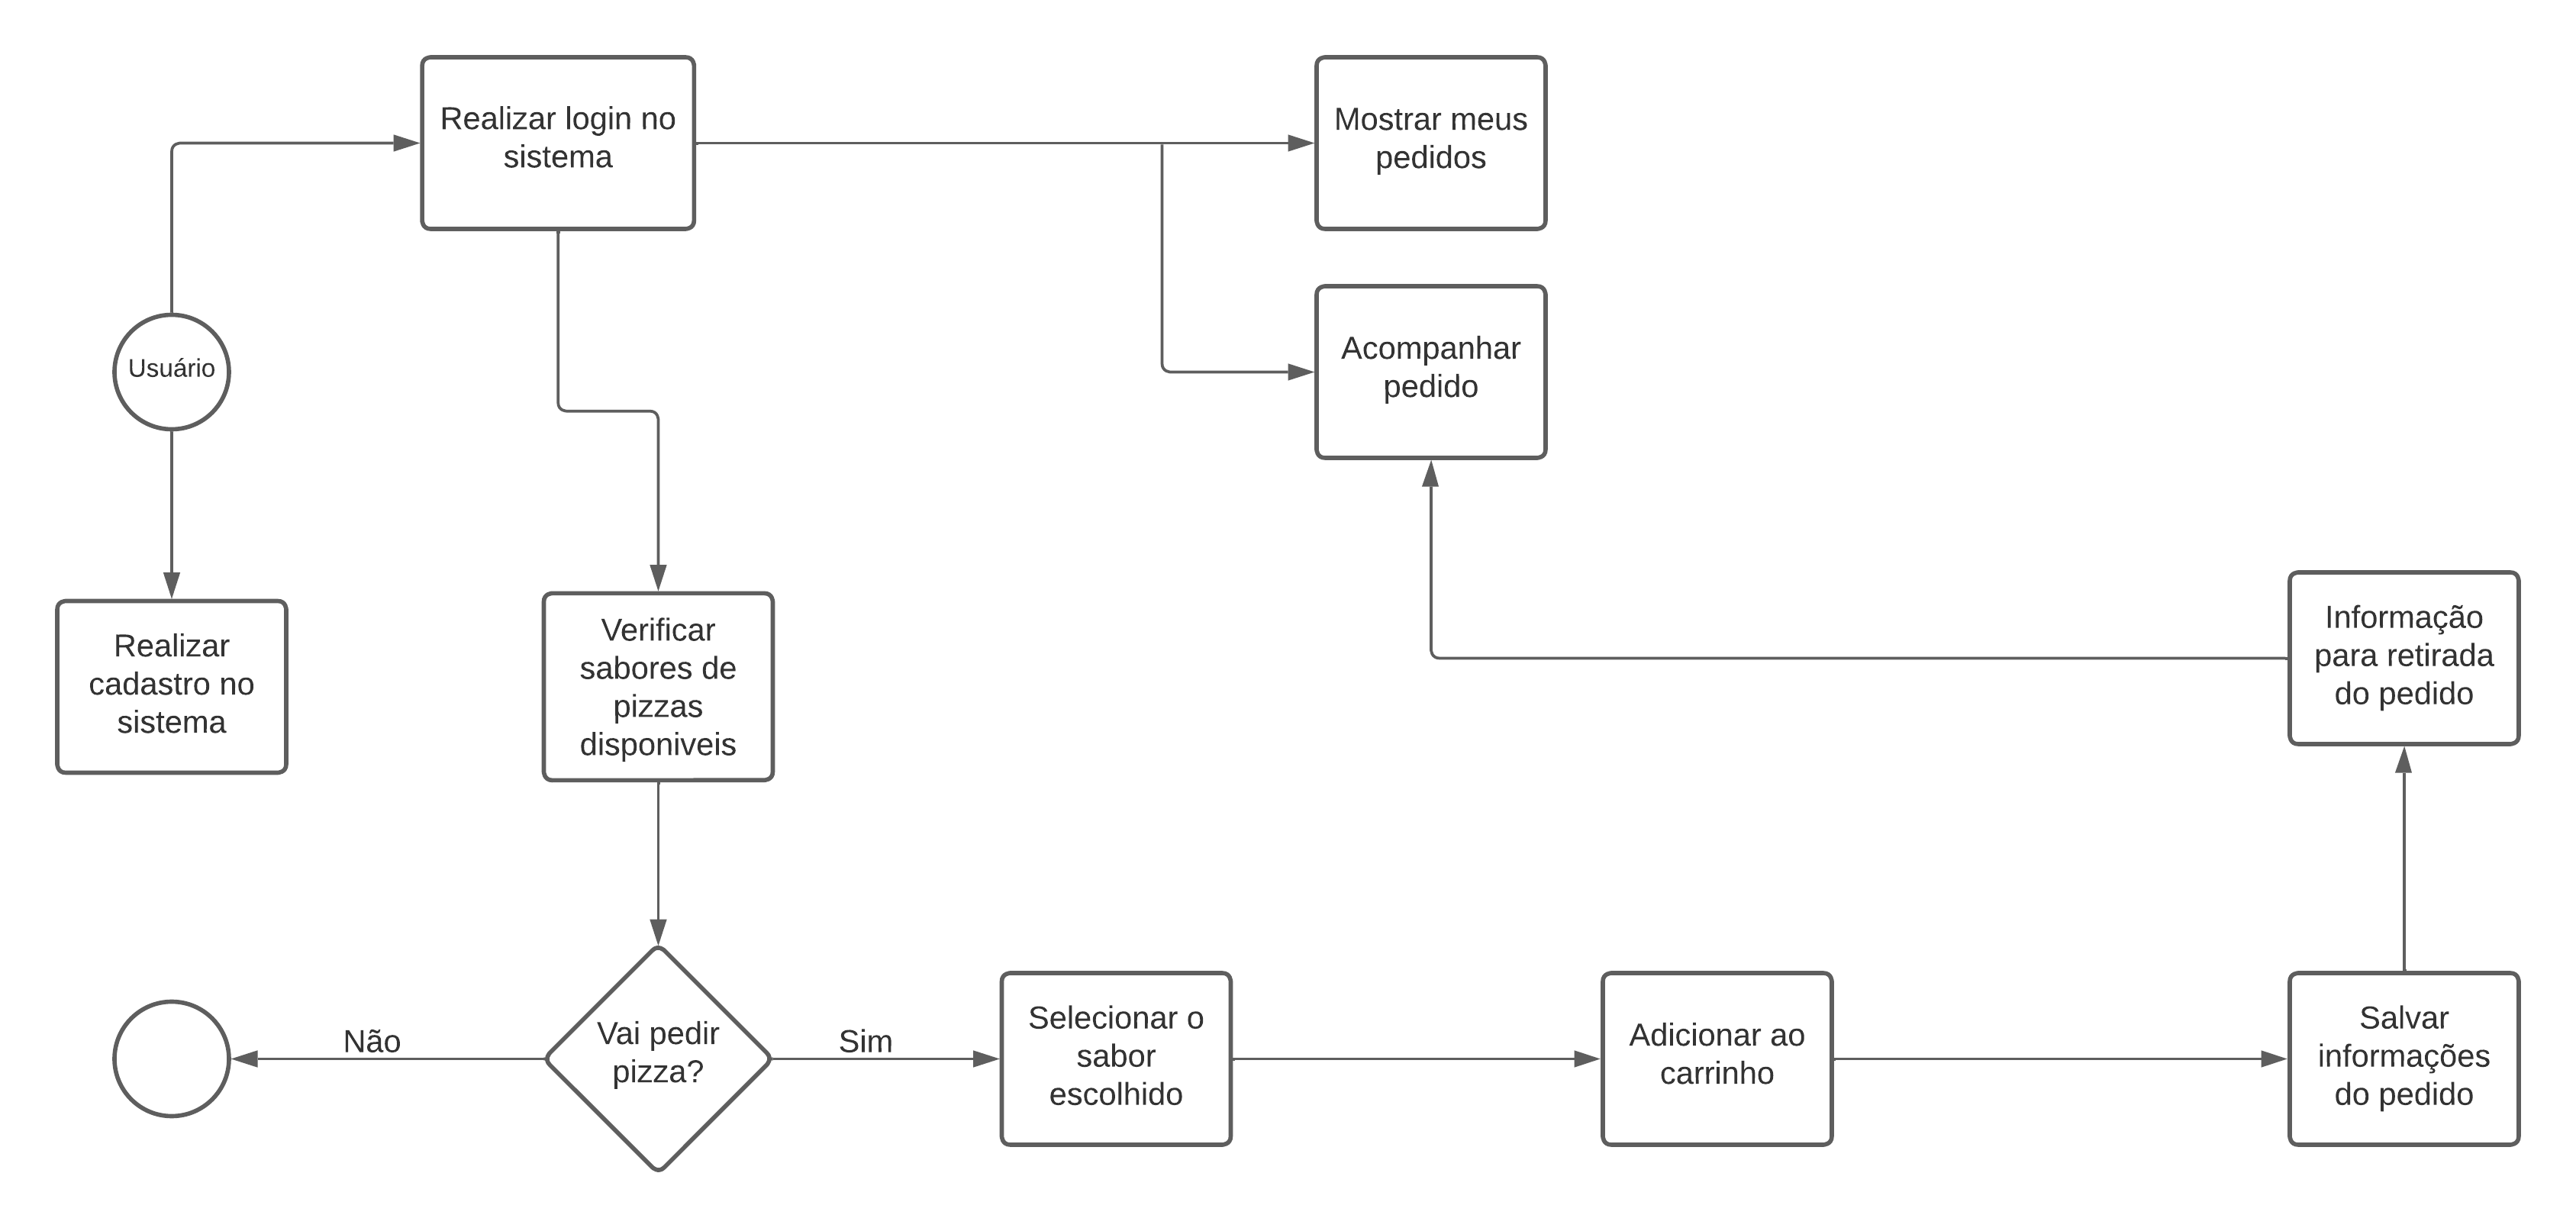 Realizar login no
sistema
Mostrar meus
pedidos
Usuário
Acompanhar
pedido
Realizar
cadastro no
sistema
Verificar
sabores de
pizzas
disponiveis
Informação
para retirada
do pedido
Não
Vai pedir
pizza?
Sim
Selecionar o
sabor
escolhido
Adicionar ao
carrinho
Salvar
informações
do pedido